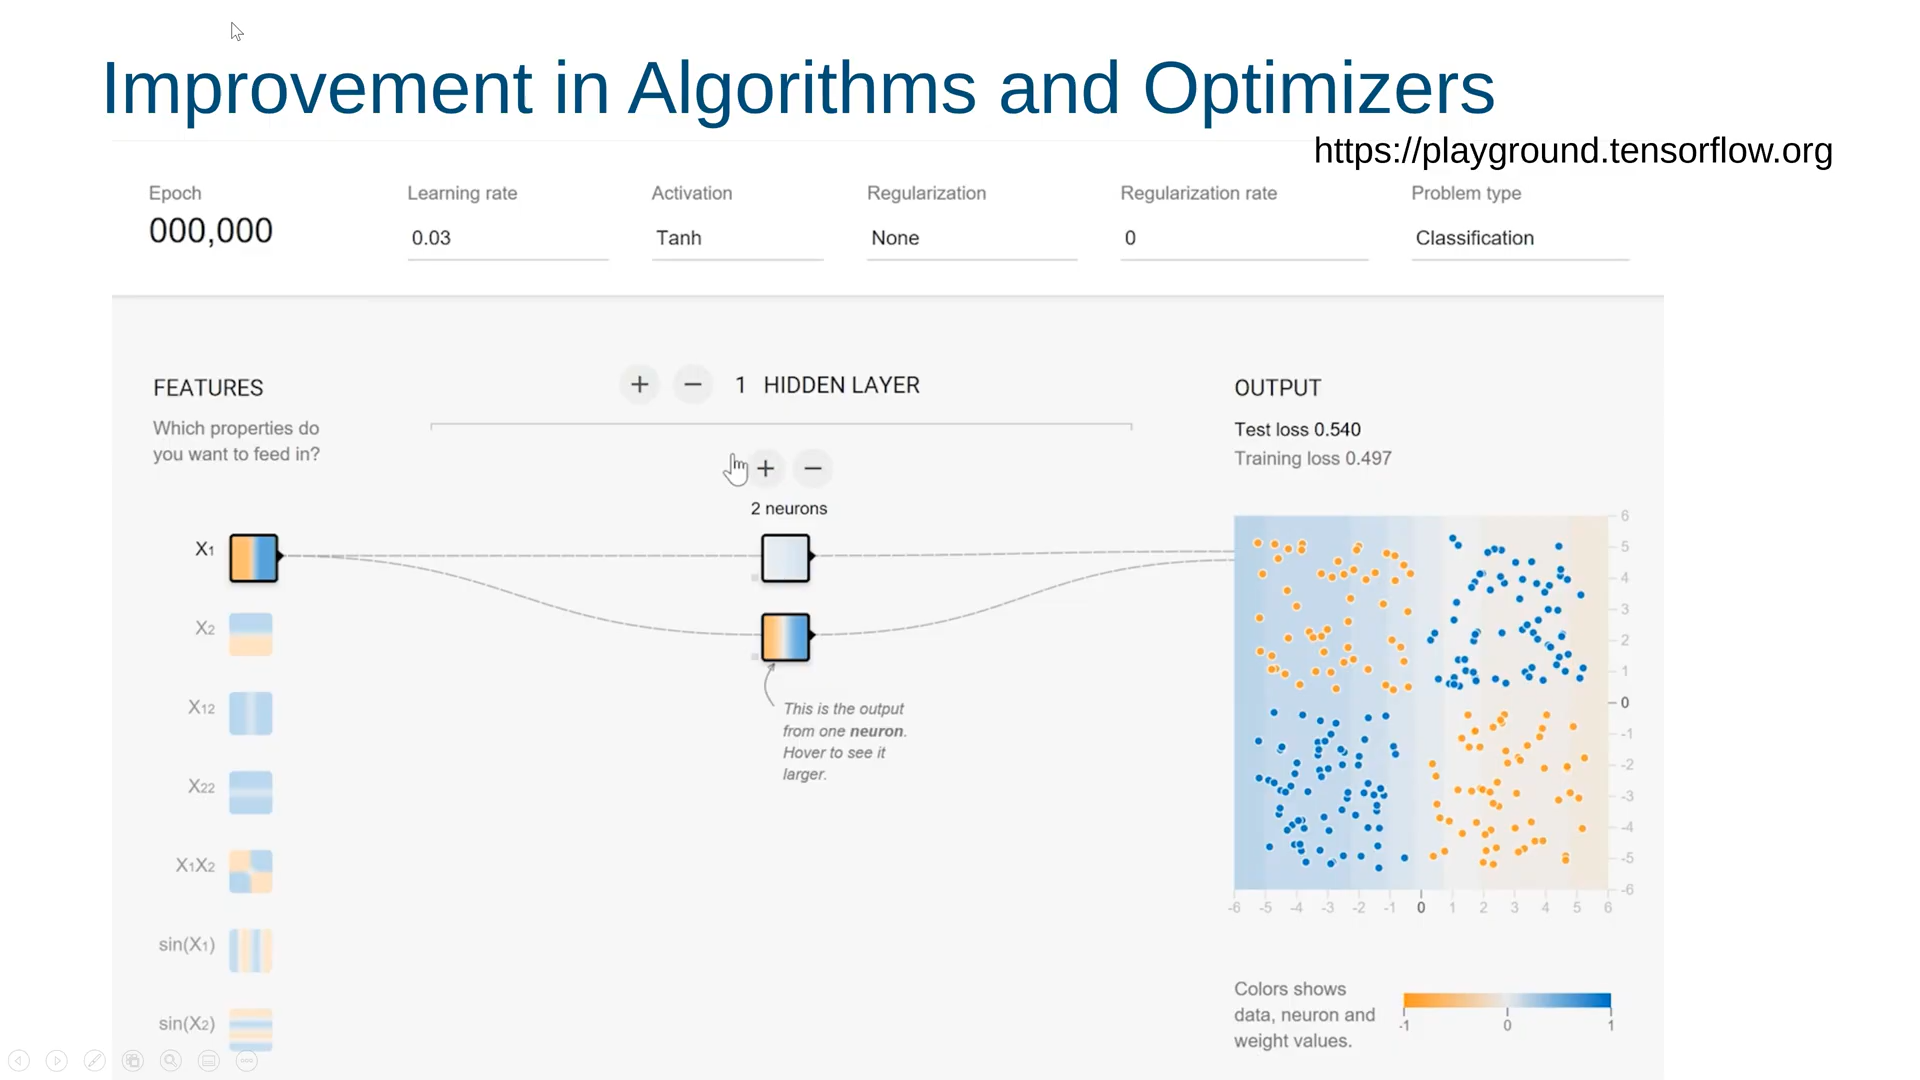 Improvement in Algorithms and Optimizers
https://playground.tensorflow.org
Epoch
000,000
Learning rate
0.03
Activation
Tanh
Regularization
None
Regularization rate
0
Problem type
Classification
FEATURES
Which properties do
you want to feed in?
X1
X2
X12
X22
X1X2
sin(X1)
sin(X2)
+ − 1 HIDDEN LAYER
+ −
2 neurons
This is the output
from one neuron.
Hover to see it
larger.
OUTPUT
Test loss 0.540
Training loss 0.497
6
5
4
3
2
1
0
-1
-2
-3
-4
-5
-6
-6 -5 -4 -3 -2 -1 0 1 2 3 4 5 6
Colors shows
data, neuron and
weight values.
-1 0 1